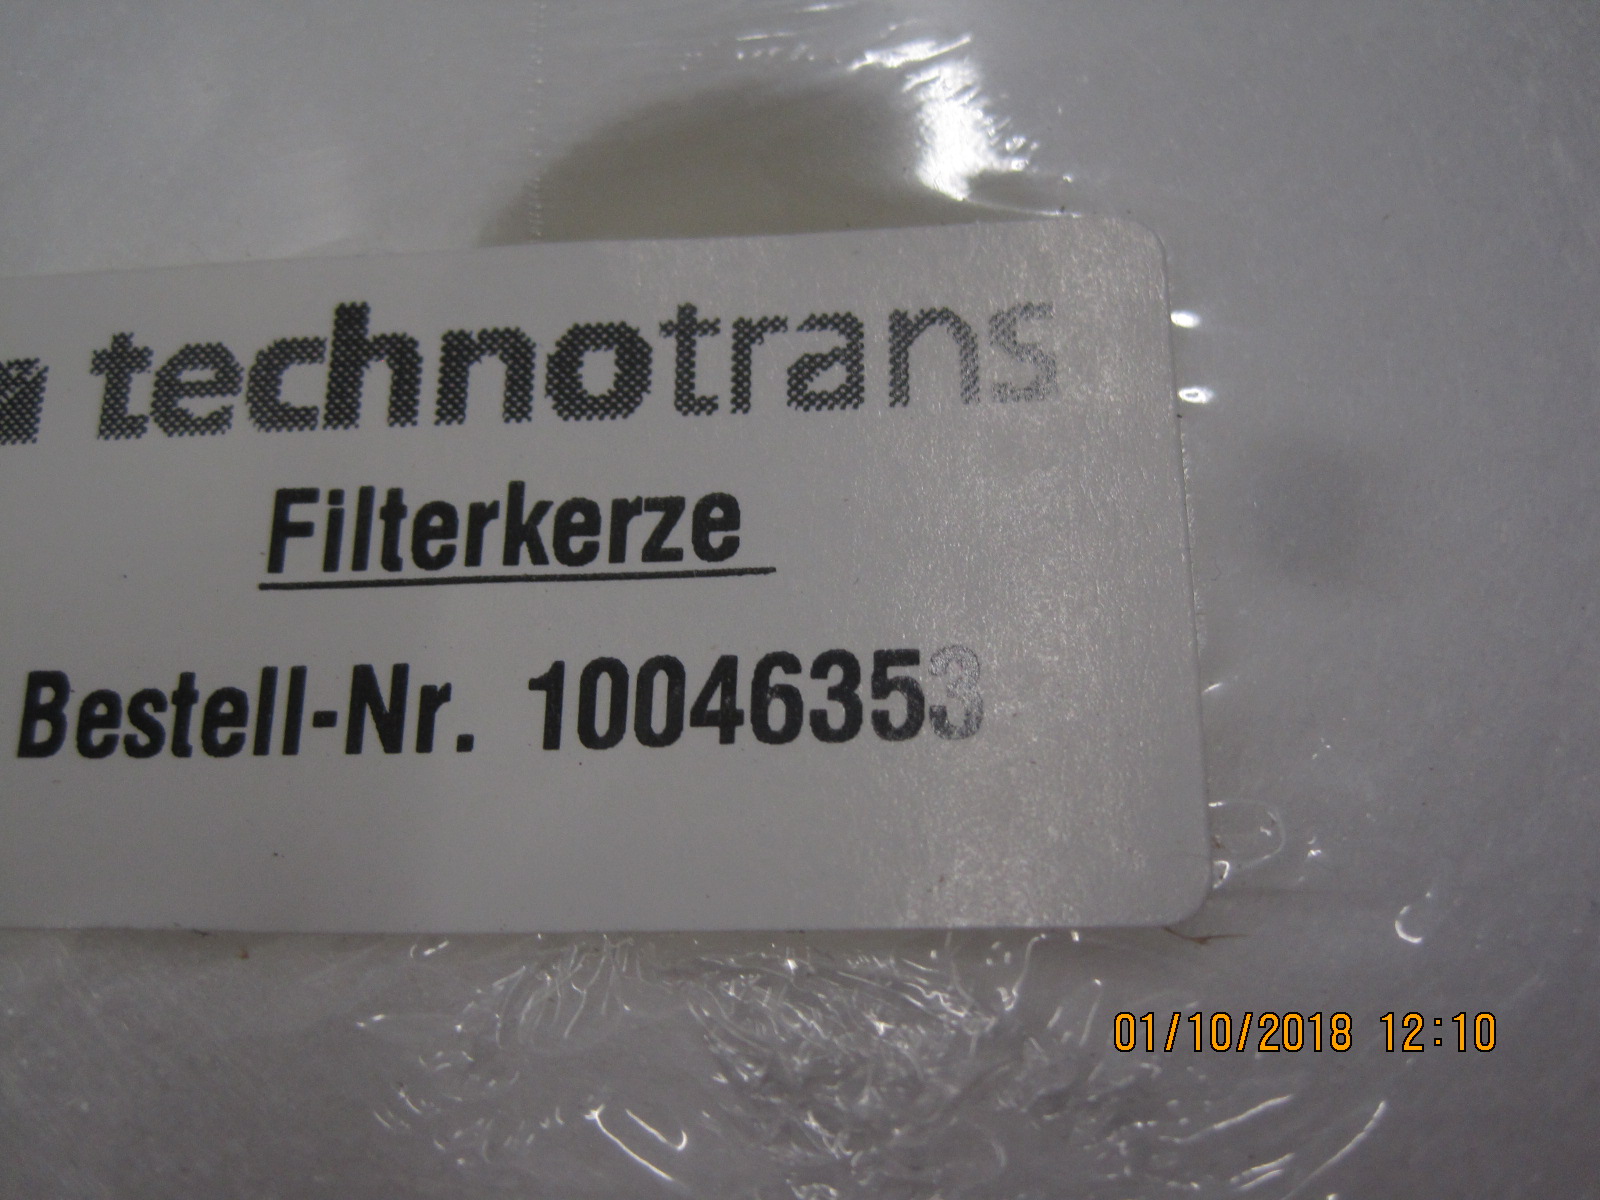 technotrans
Filterkerze
Bestell-Nr. 10046353
01/10/2018 12:10